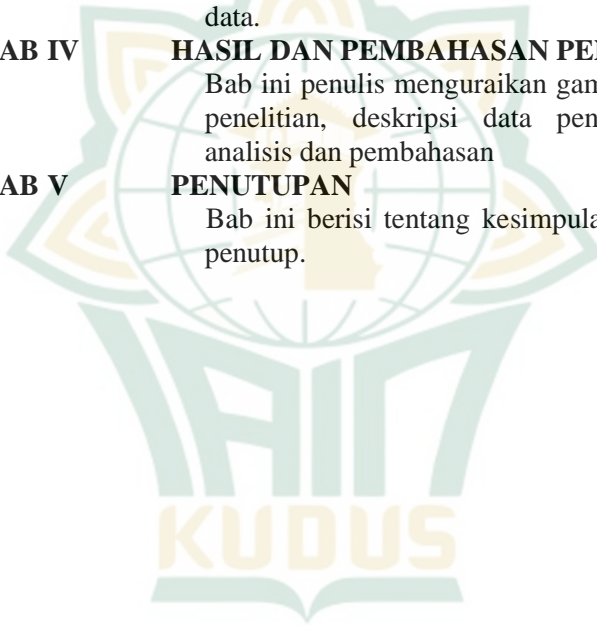 data.
AB IV HASIL DAN PEMBAHASAN
Bab ini penulis menguraikan
penelitian, deskripsi data
analisis dan pembahasan
AB V PENUTUPAN
Bab ini berisi tentang
penutup.
IAIN
KUDUS